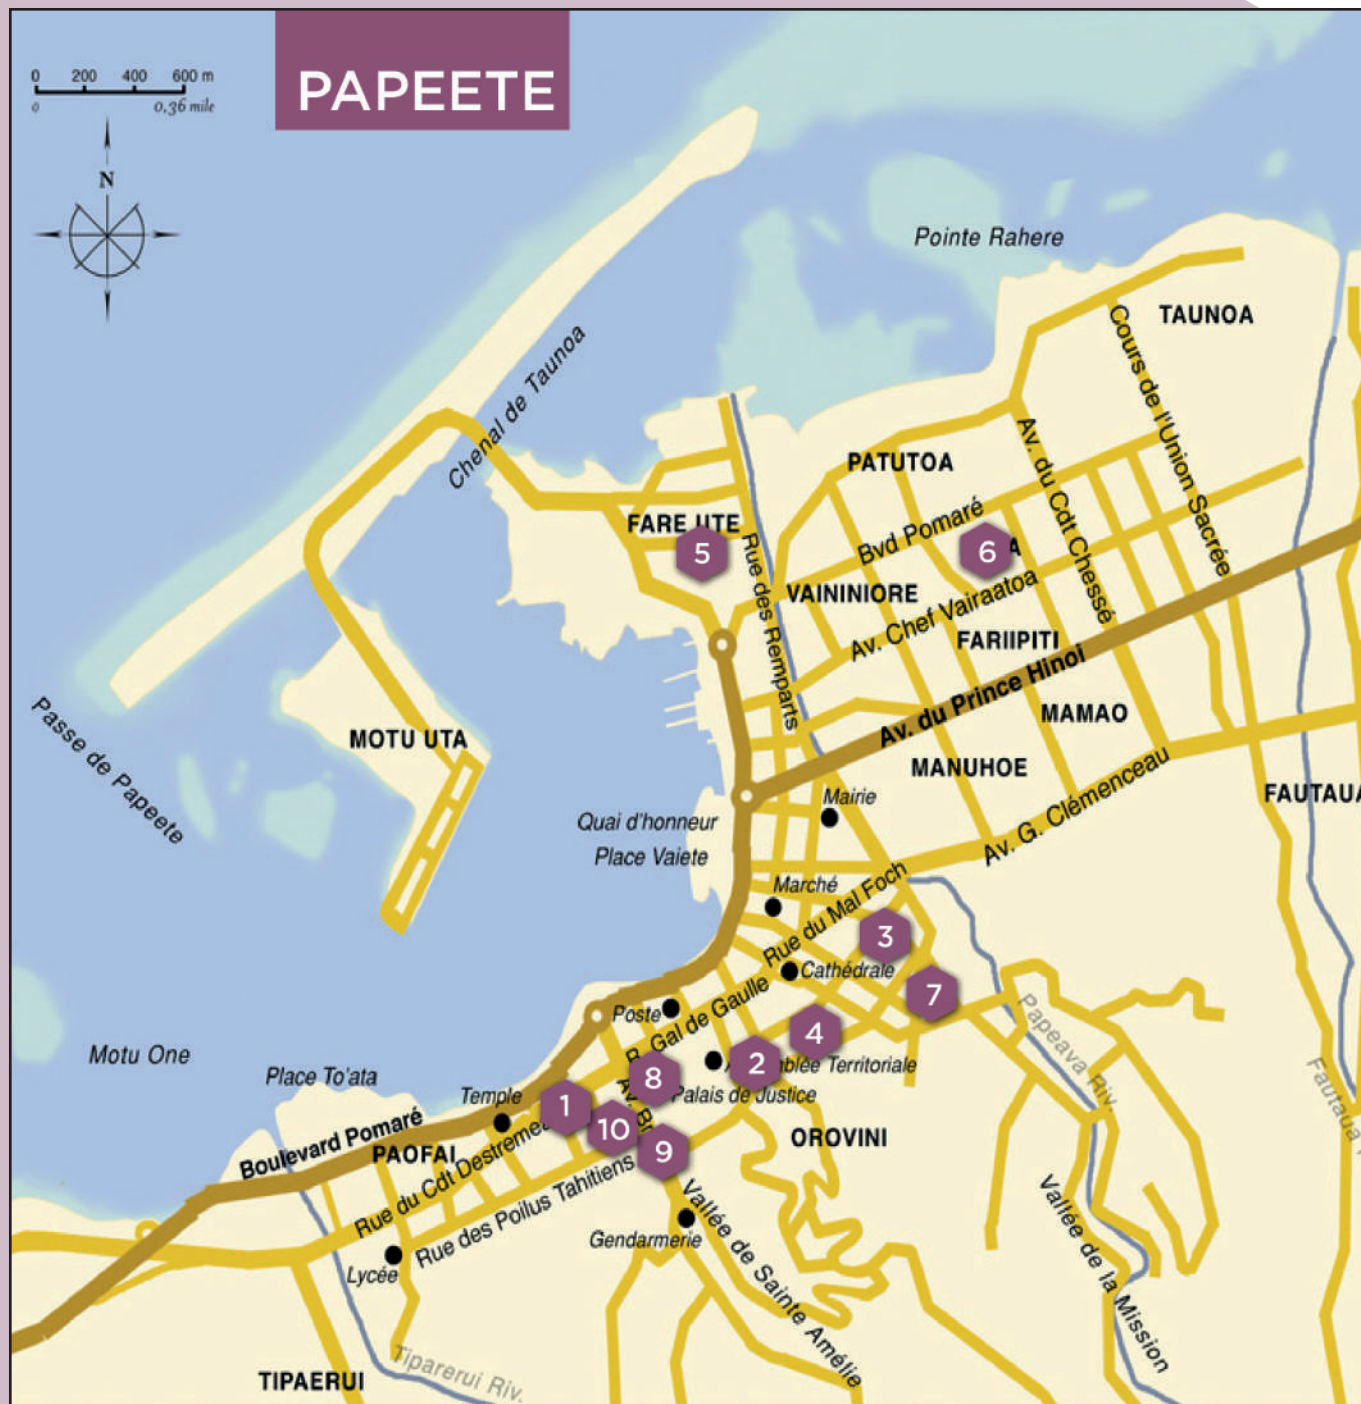 PAPEETE
0 200 400 600 m
0 0,36 mile
N
Pointe Rahere
TAUNOA
Cours de l'Union Sacrée
Chenal de Taunoa
PATUTOA
Av. du Cdt Chessé
Bvd Pomaré
FARE UTE
5
6
Rue des Remparts
VAININIORE
Av. Chef Vairaatoa
FARIIPITI
Av. du Prince Hinoi
MAMAO
MANUHOE
Passe de Papeete
MOTU UTA
FAUTAUA
Mairie
Quai d'honneur
Place Vaiete
Av. G. Clémenceau
Marché
Rue du Mal Foch
3
Cathédrale
7
Poste
R. Gal de Gaulle
4
Papeava Riv.
Motu One
Place To'ata
2
Territoriale
8
Palais de Justice
Temple
1
Fautaua
Boulevard Pomaré
10
PAOFAI
Rue du Cdt
9
OROVINI
Rue des Poilus Tahitiens
Vallée de Sainte Amélie
Gendarmerie
Vallée de la Mission
Lycée
Tiparerui Riv.
TIPAERUI